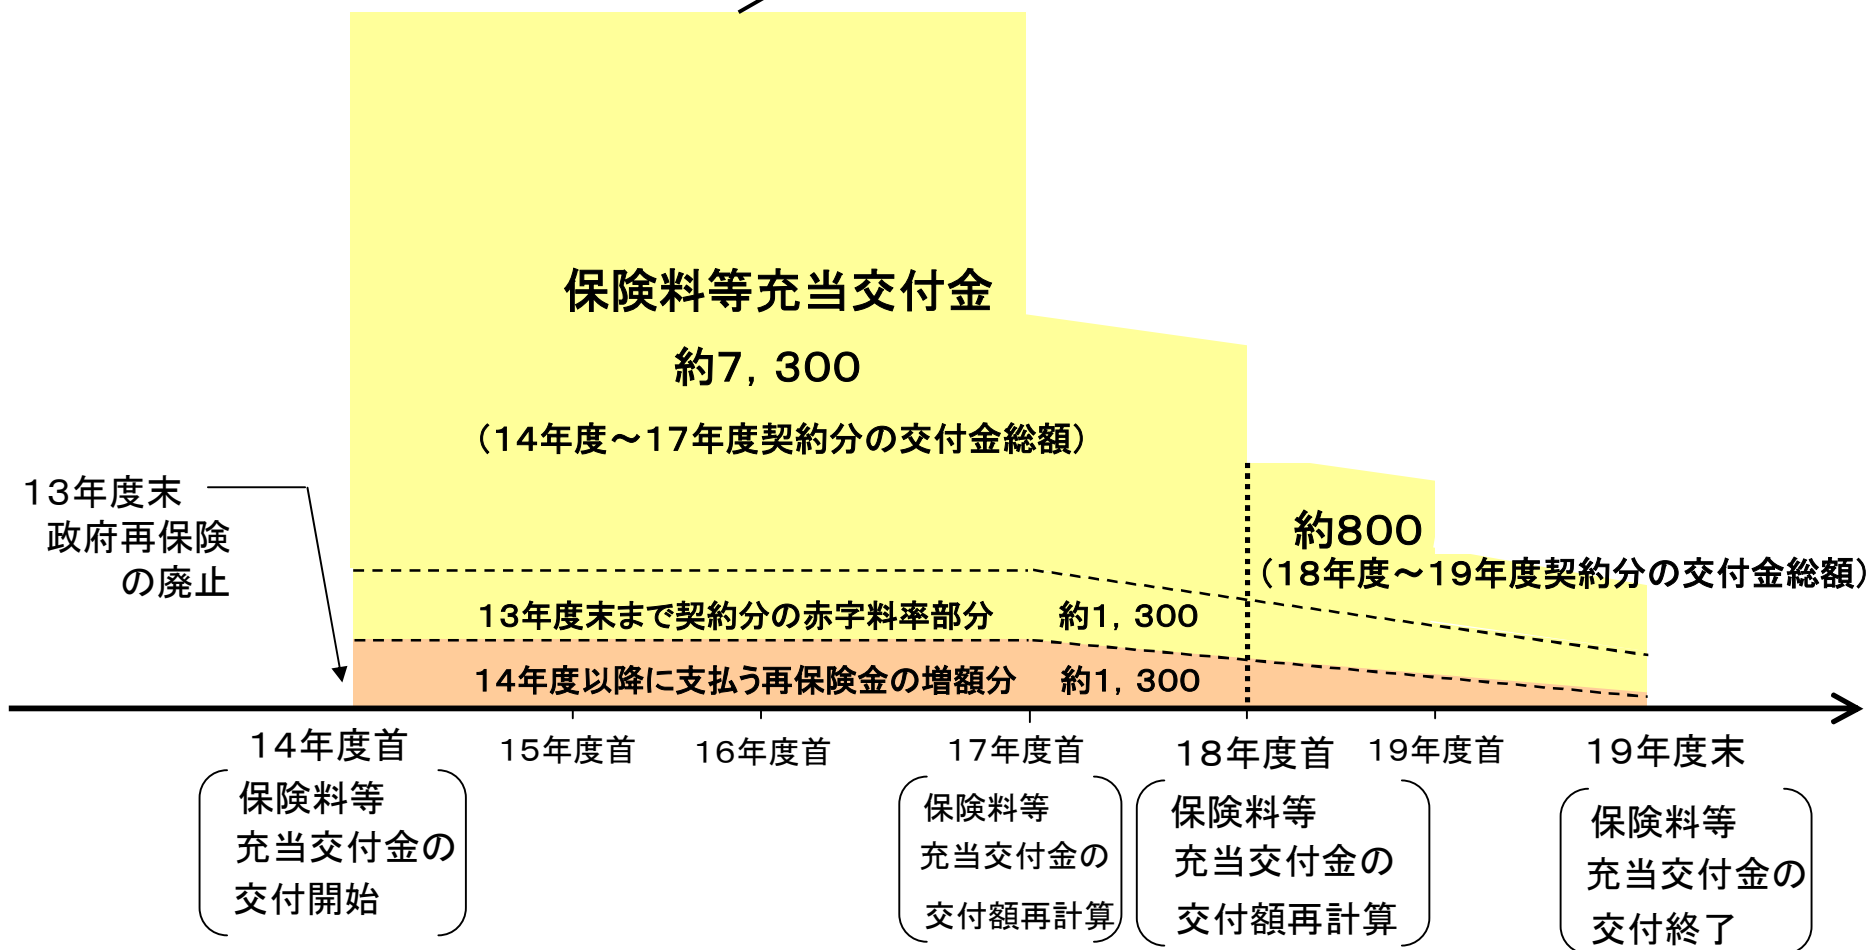 保険料等充当交付金
約7,300
（14年度～17年度契約分の交付金総額）
13年度末
政府再保険
の廃止
約800
（18年度～19年度契約分の交付金総額）
13年度末まで契約分の赤字料率部分　約1,300
14年度以降に支払う再保険金の増額分　約1,300
14年度首
15年度首
16年度首
17年度首
18年度首
19年度首
19年度末
保険料等
充当交付金の
交付開始
保険料等
充当交付金の
交付額再計算
保険料等
充当交付金の
交付額再計算
保険料等
充当交付金の
交付終了